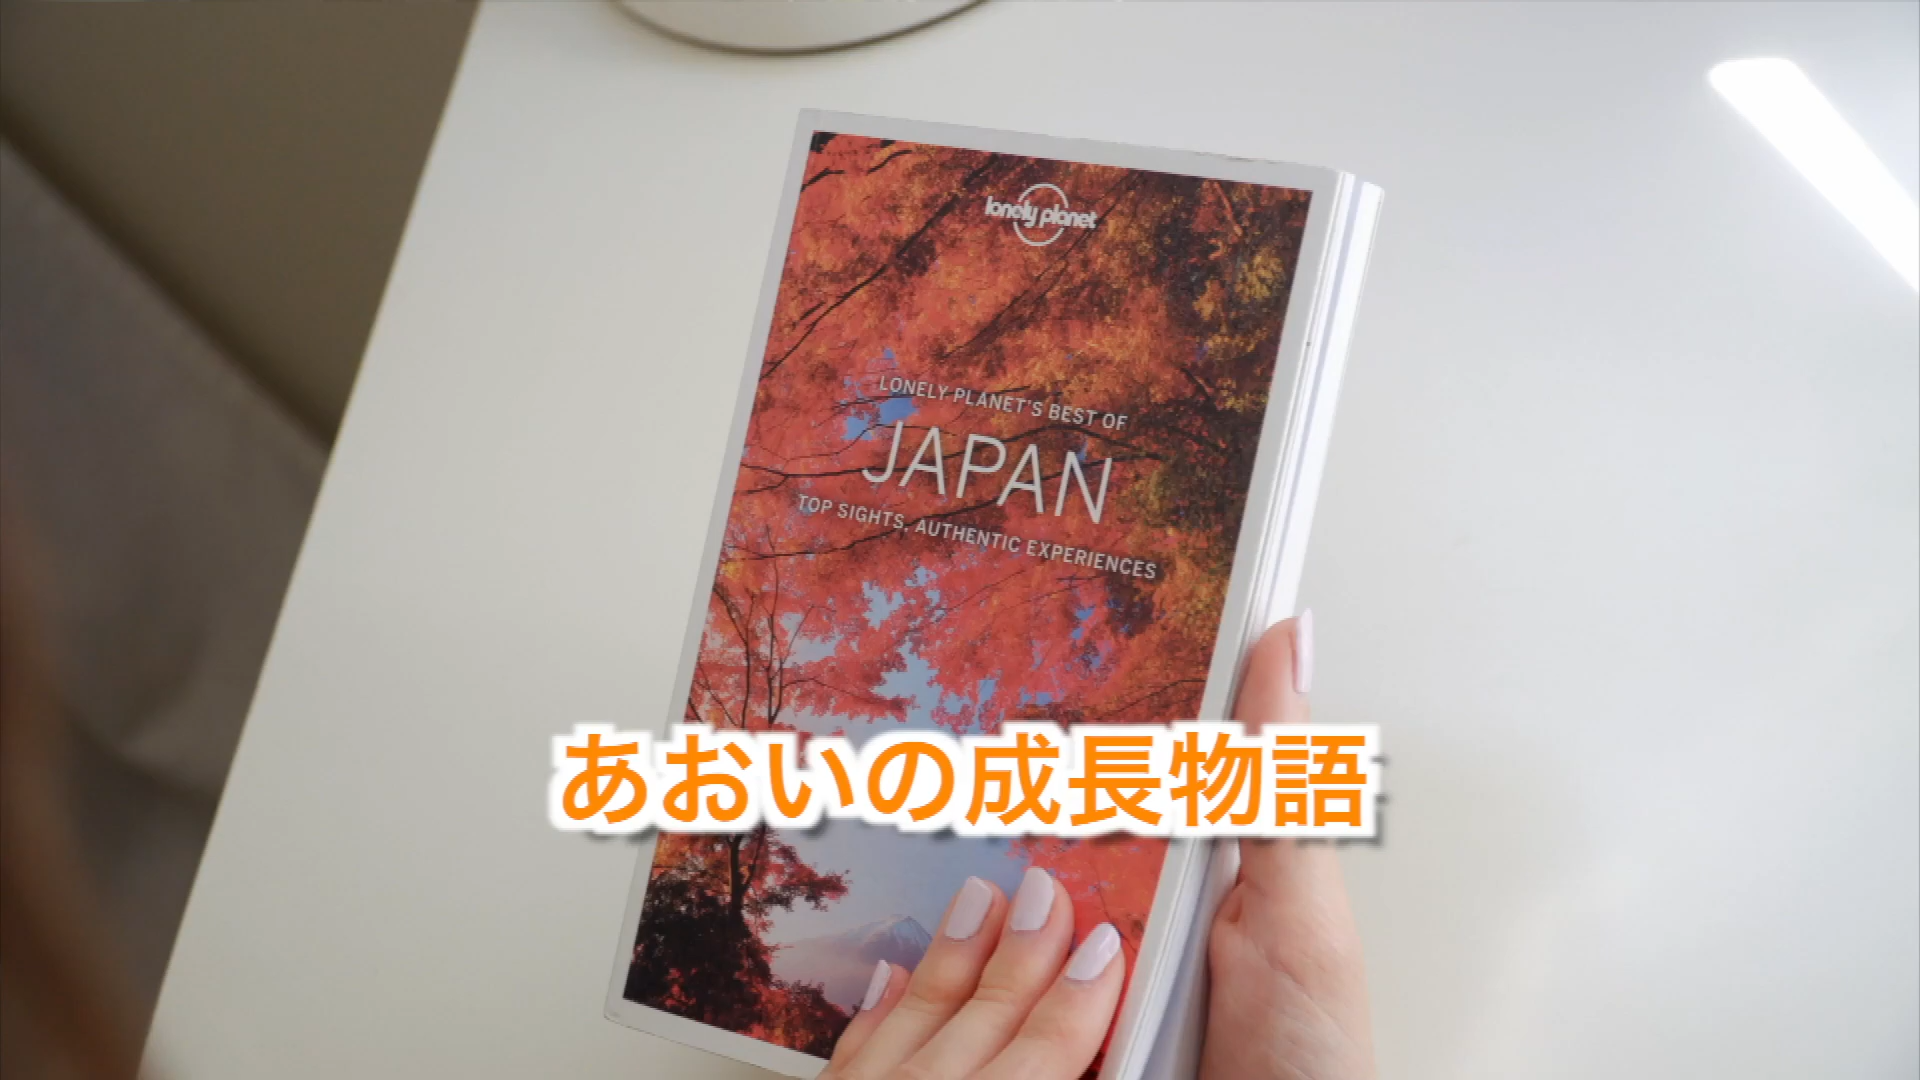 lonely planet
LONELY PLANET'S BEST OF
JAPAN
TOP SIGHTS, AUTHENTIC EXPERIENCES
あおいの成長物語